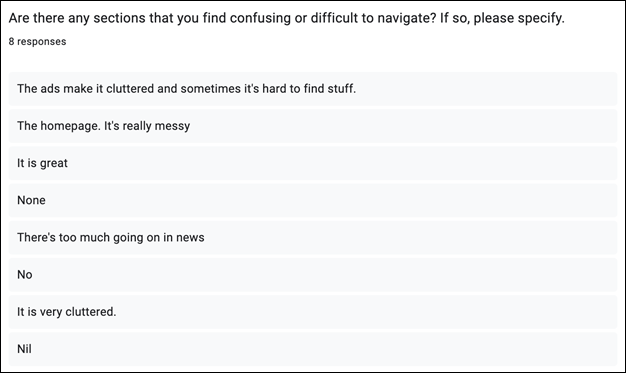 Are there any sections that you find confusing or difficult to navigate? If so, please specify.
8 responses
The ads make it cluttered and sometimes it's hard to find stuff.
The homepage. It's really messy
It is great
None
There's too much going on in news
No
It is very cluttered.
Nil